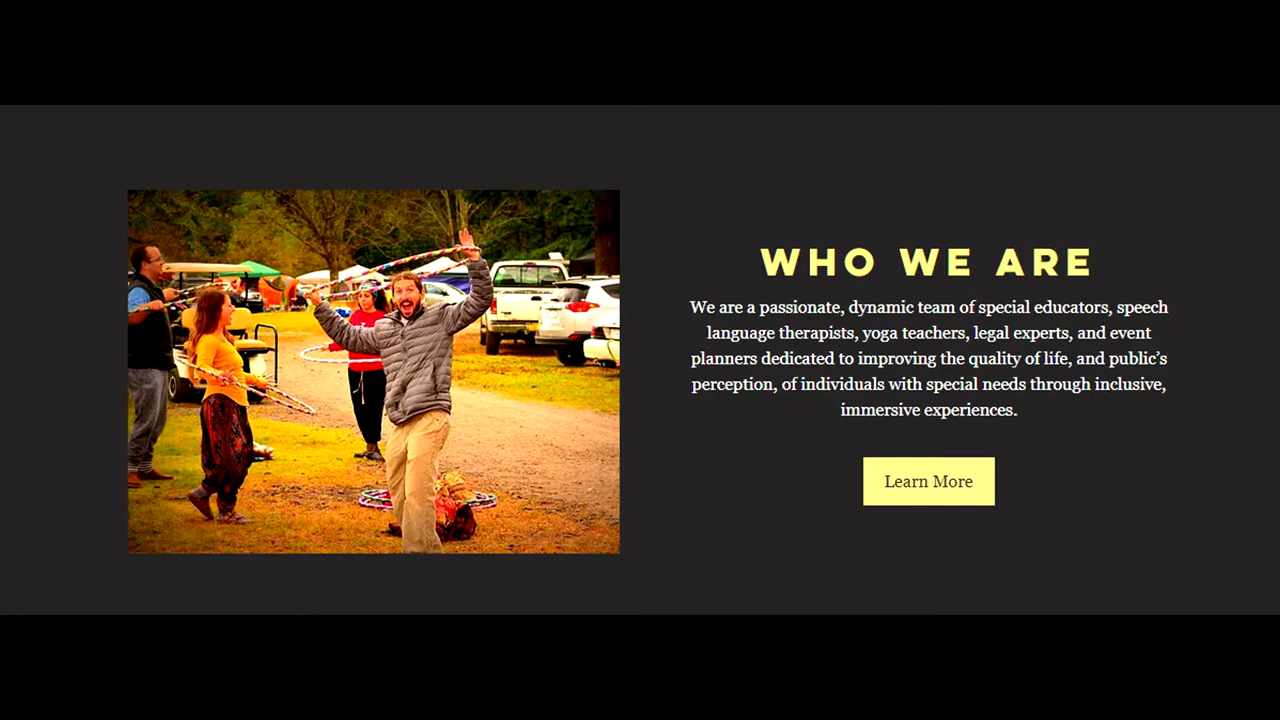 WHO WE ARE
We are a passionate, dynamic team of special educators, speech
language therapists, yoga teachers, legal experts, and event
planners dedicated to improving the quality of life, and public’s
perception, of individuals with special needs through inclusive,
immersive experiences.
Learn More